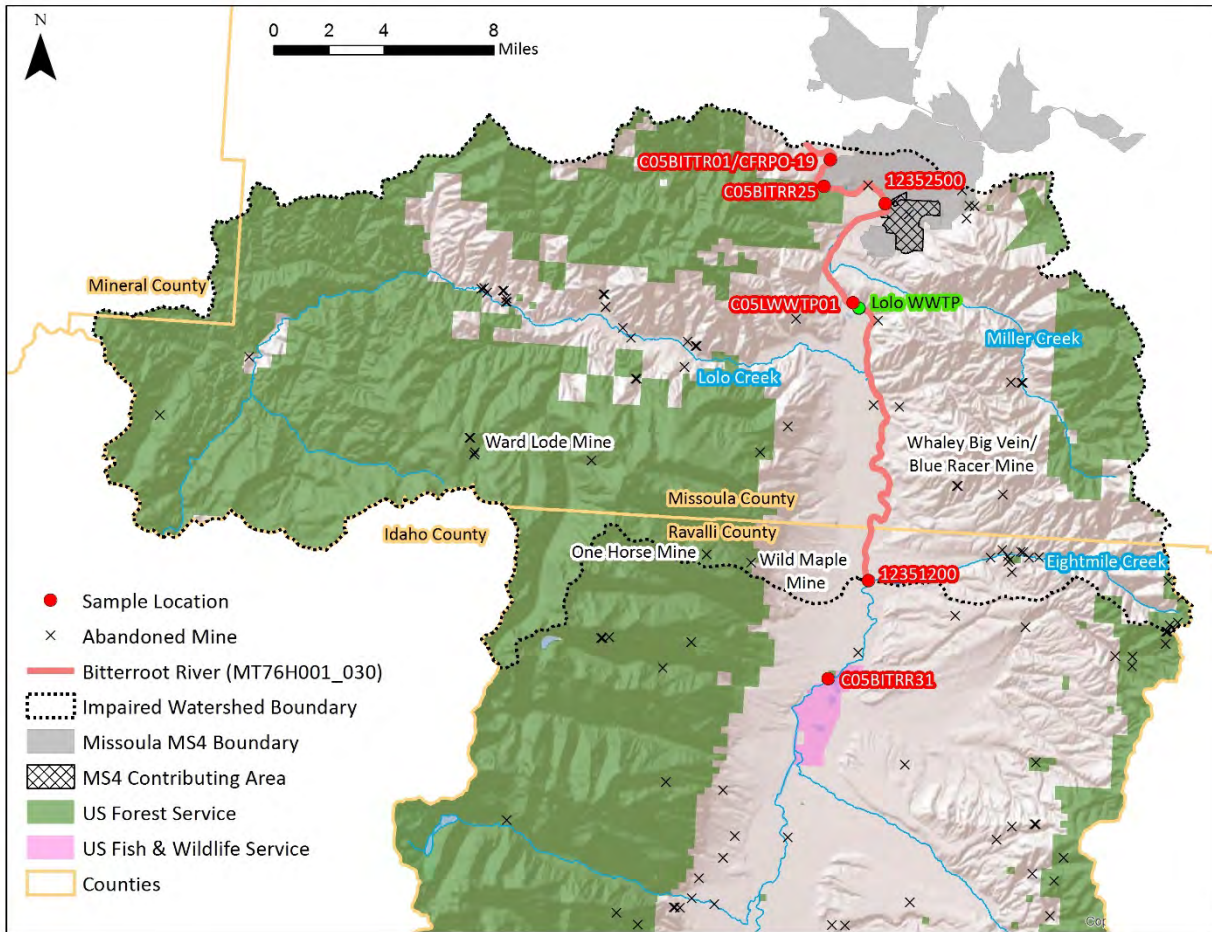 N
0 2 4 8
Miles
C05BITTR01/CFRPO-19
C05BITRR25
12352500
Mineral County
C05LWWTP01
Lolo WWTP
Miller Creek
Lolo Creek
Ward Lode Mine
Whaley Big Vein/
Blue Racer Mine
Missoula County
Idaho County
Ravalli County
One Horse Mine
Wild Maple
Mine
Eightmile Creek
12351200
C05BITRR31
Sample Location
Abandoned Mine
Bitterroot River (MT76H001_030)
Impaired Watershed Boundary
Missoula MS4 Boundary
MS4 Contributing Area
US Forest Service
US Fish & Wildlife Service
Counties